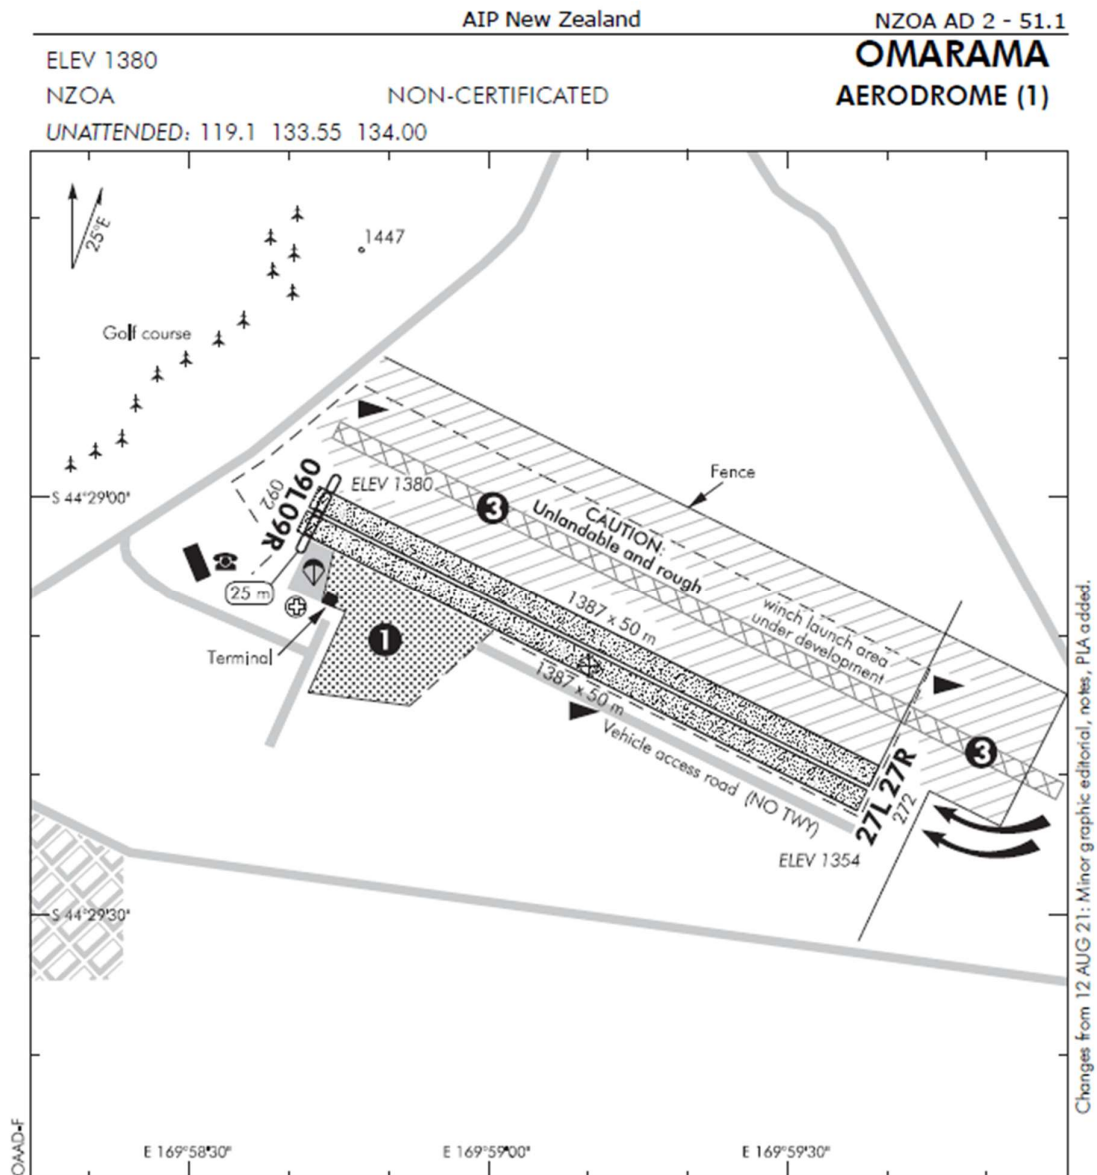 AIP New Zealand
NZOA AD 2 - 51.1
ELEV 1380
OMARAMA
NZOA
NON-CERTIFICATED
AERODROME (1)
UNATTENDED: 119.1 133.55 134.00
25°E
1447
Golf course
Fence
S 44°29'00"
092
09L
09R
ELEV 1380
3
CAUTION:
Unlandable and rough
25 m
1387 x 50 m
winch launch area
under development
1
Terminal
1387 x 50 m
Vehicle access road (NO TWY)
3
27L 27R
272
ELEV 1354
S 44°29'30"
Changes from 12 AUG 21: Minor graphic editorial, notes, PLA added.
OAAD-F
E 169°58'30"
E 169°59'00"
E 169°59'30"